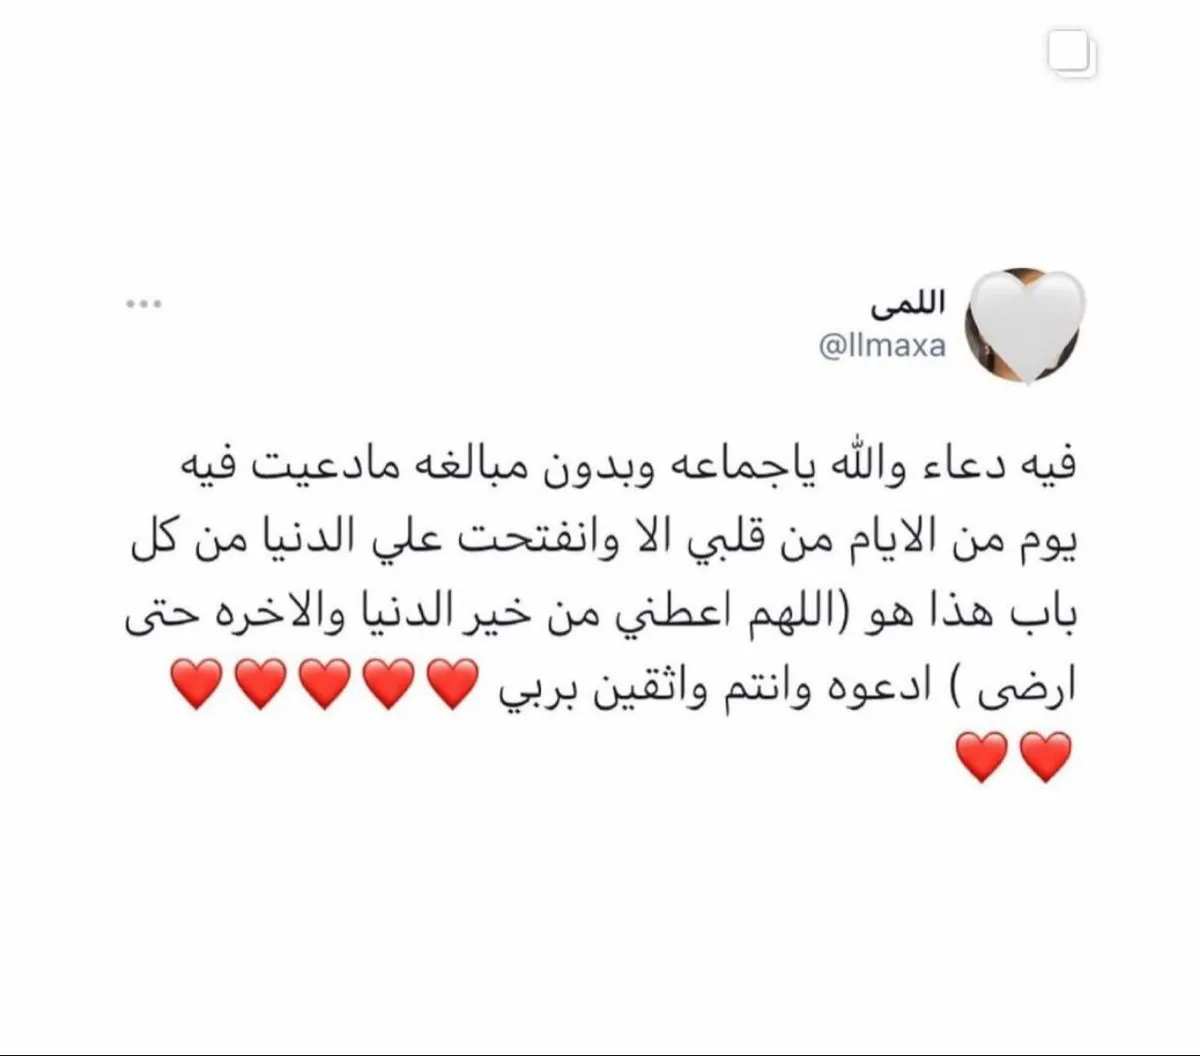 اللمى
@llmaxa
فيه دعاء والله ياجماعه وبدون مبالغه مادعيت فيه
يوم من الايام من قلبي الا وانفتحت علي الدنيا من كل
باب هذا هو (اللهم اعطني من خير الدنيا والاخره حتى
ارضى ) ادعوه وانتم واثقين بربي ❤️❤️❤️❤️❤️
❤️❤️